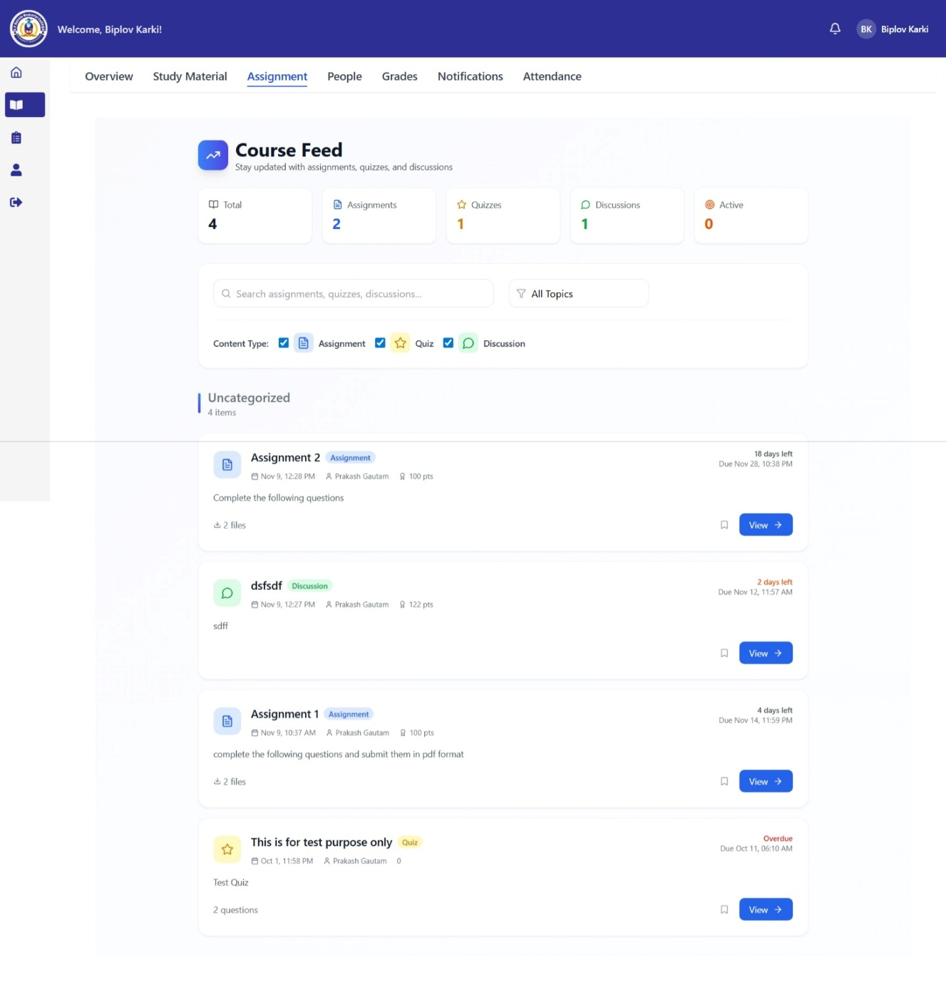 Welcome, Biplov Karki!
BK Biplov Karki
Overview Study Material Assignment People Grades Notifications Attendance
Course Feed
Stay updated with assignments, quizzes, and discussions
Total
4
Assignments
2
Quizzes
1
Discussions
1
Active
0
Search assignments, quizzes, discussions...
All Topics
Content Type: Assignment Quiz Discussion
Uncategorized
4 items
Assignment 2 Assignment
18 days left
Due Nov 28, 10:38 PM
Nov 9, 12:28 PM Prakash Gautam 100 pts
Complete the following questions
2 files
View
dsfsdf Discussion
2 days left
Due Nov 12, 11:57 AM
Nov 9, 12:27 PM Prakash Gautam 122 pts
sdff
View
Assignment 1 Assignment
4 days left
Due Nov 14, 11:59 PM
Nov 9, 10:37 AM Prakash Gautam 100 pts
complete the following questions and submit them in pdf format
2 files
View
This is for test purpose only Quiz
Overdue
Due Oct 11, 06:10 AM
Oct 1, 11:58 PM Prakash Gautam 0
Test Quiz
2 questions
View